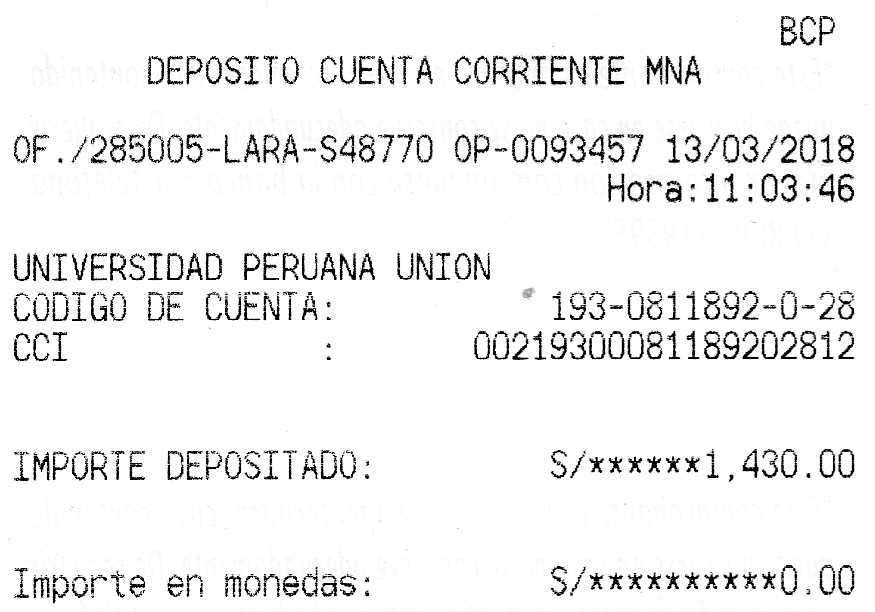 BCP
DEPOSITO CUENTA CORRIENTE MNA
OF./285005-LARA-S48770 OP-0093457 13/03/2018
Hora:11:03:46
UNIVERSIDAD PERUANA UNION
CODIGO DE CUENTA: 193-0811892-0-28
CCI : 00219300081189202812
IMPORTE DEPOSITADO: S/******1,430.00
Importe en monedas: S/**********0.00